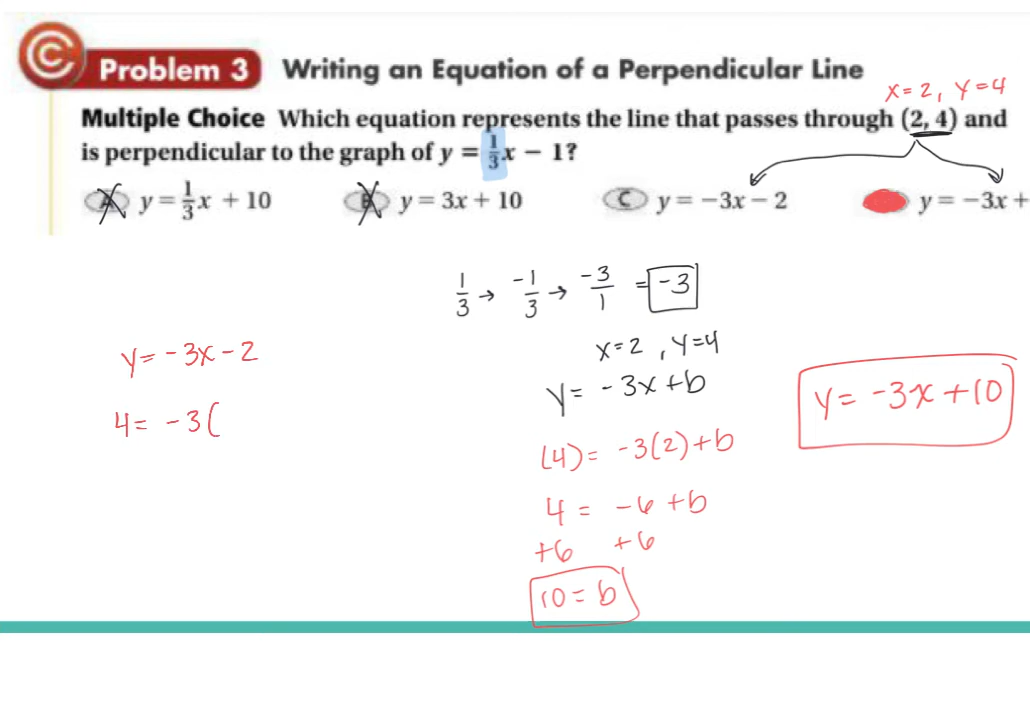 C Problem 3 Writing an Equation of a Perpendicular Line
x=2, y=4
Multiple Choice Which equation represents the line that passes through (2, 4) and
is perpendicular to the graph of y = 1/3x − 1?
A y = 1/3x + 10 B y = 3x + 10 C y = −3x − 2 y = −3x +
1/3 → -1/3 → -3/1 = -3
y = -3x - 2
4 = -3(
x=2, y=4
y = -3x + b
(4) = -3(2) + b
4 = -6 + b
+6 +6
10 = b
y = -3x + 10